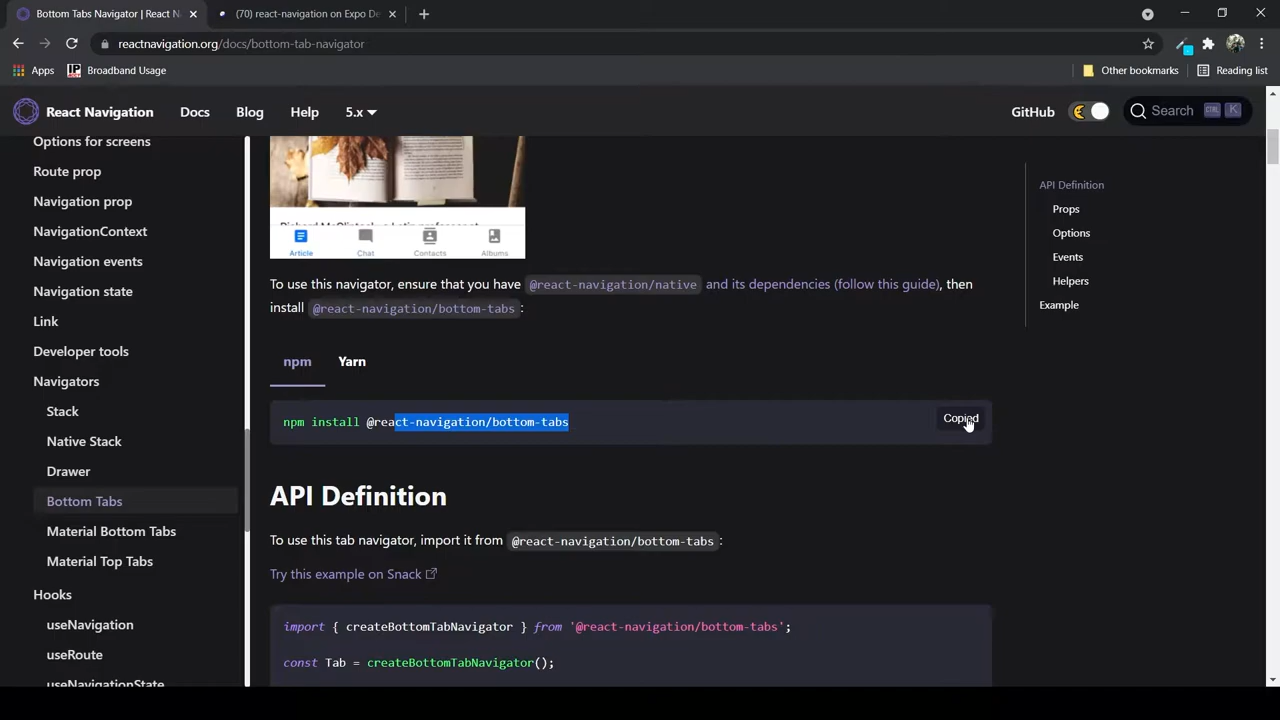 Bottom Tabs Navigator | React N
(70) react-navigation on Expo De
reactnavigation.org/docs/bottom-tab-navigator
Apps
Broadband Usage
Other bookmarks
Reading list
React Navigation
Docs
Blog
Help
5.x
GitHub
Search
CTRL
K
Options for screens
Route prop
Navigation prop
NavigationContext
Navigation events
Navigation state
Link
Developer tools
Navigators
Stack
Native Stack
Drawer
Bottom Tabs
Material Bottom Tabs
Material Top Tabs
Hooks
useNavigation
useRoute
useNavigationState
Article
Chat
Contacts
Albums
To use this navigator, ensure that you have @react-navigation/native and its dependencies (follow this guide), then
install @react-navigation/bottom-tabs:
npm
Yarn
npm install @react-navigation/bottom-tabs
Copied
API Definition
To use this tab navigator, import it from @react-navigation/bottom-tabs:
Try this example on Snack
import { createBottomTabNavigator } from '@react-navigation/bottom-tabs';
const Tab = createBottomTabNavigator();
API Definition
Props
Options
Events
Helpers
Example